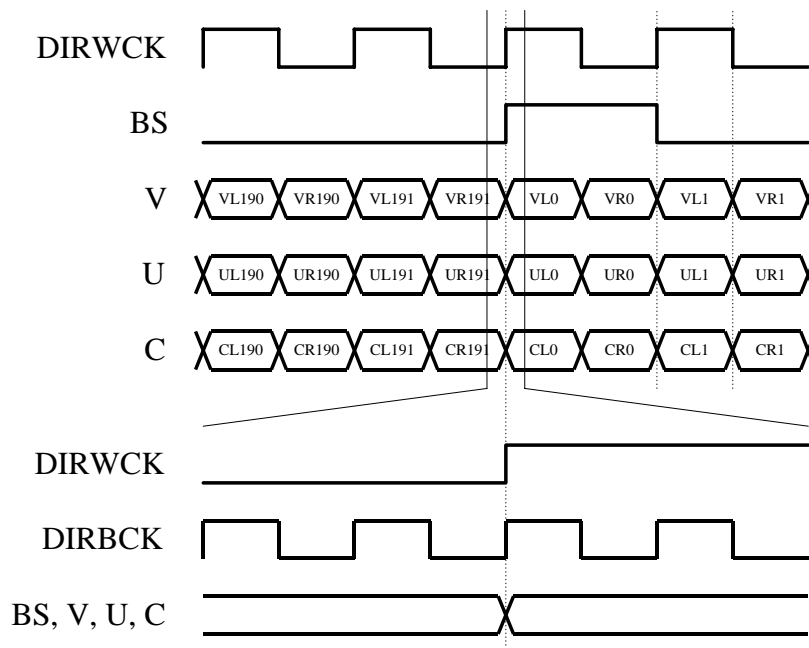 DIRWCK
BS
V VL190 VR190 VL191 VR191 VL0 VR0 VL1 VR1
U UL190 UR190 UL191 UR191 UL0 UR0 UL1 UR1
C CL190 CR190 CL191 CR191 CL0 CR0 CL1 CR1
DIRWCK
DIRBCK
BS, V, U, C